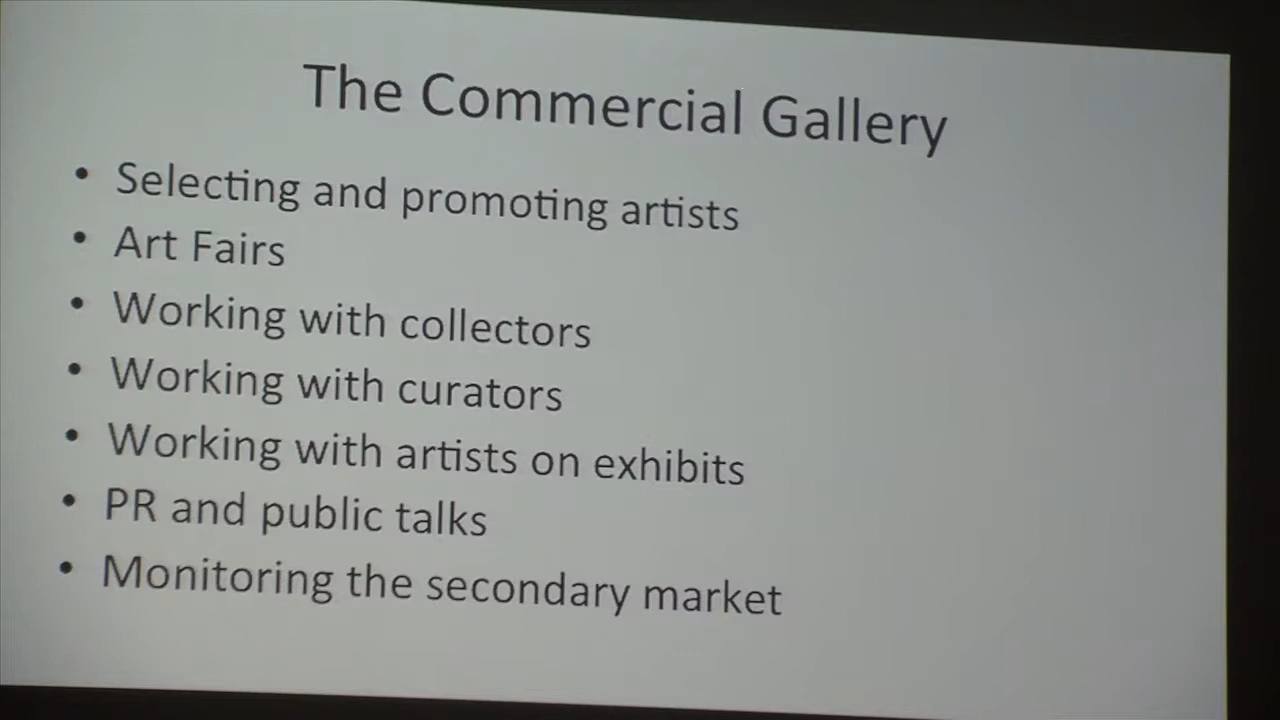 The Commercial Gallery
• Selecting and promoting artists
• Art Fairs
• Working with collectors
• Working with curators
• Working with artists on exhibits
• PR and public talks
• Monitoring the secondary market